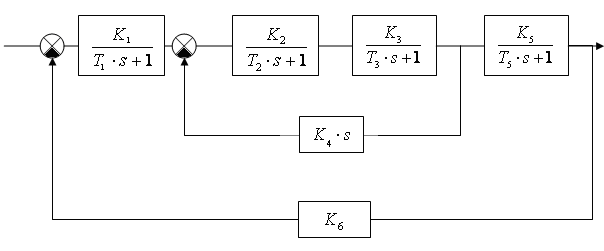 K₁ / (T₁ · s + 1)
K₂ / (T₂ · s + 1)
K₃ / (T₃ · s + 1)
K₅ / (T₅ · s + 1)
K₄ · s
K₆